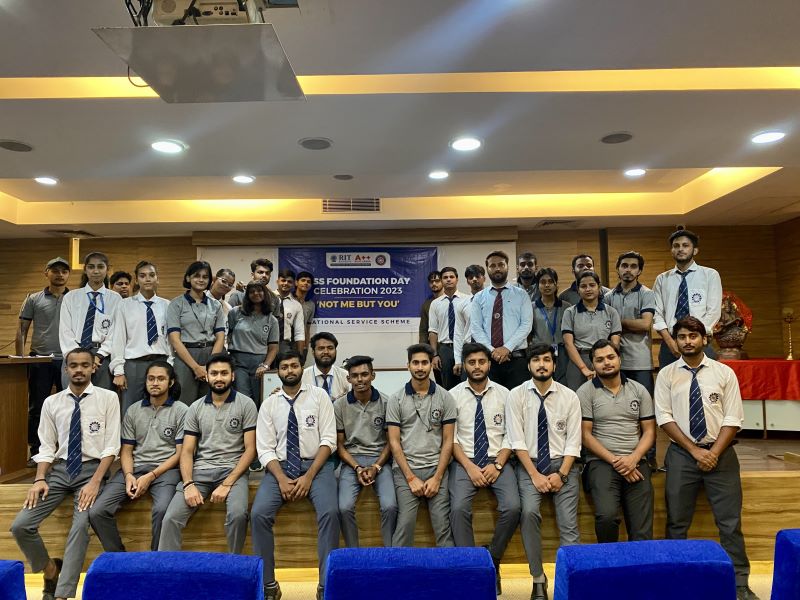 RIT A++
SS FOUNDATION DAY
CELEBRATION 2023
'NOT ME BUT YOU'
NATIONAL SERVICE SCHEME